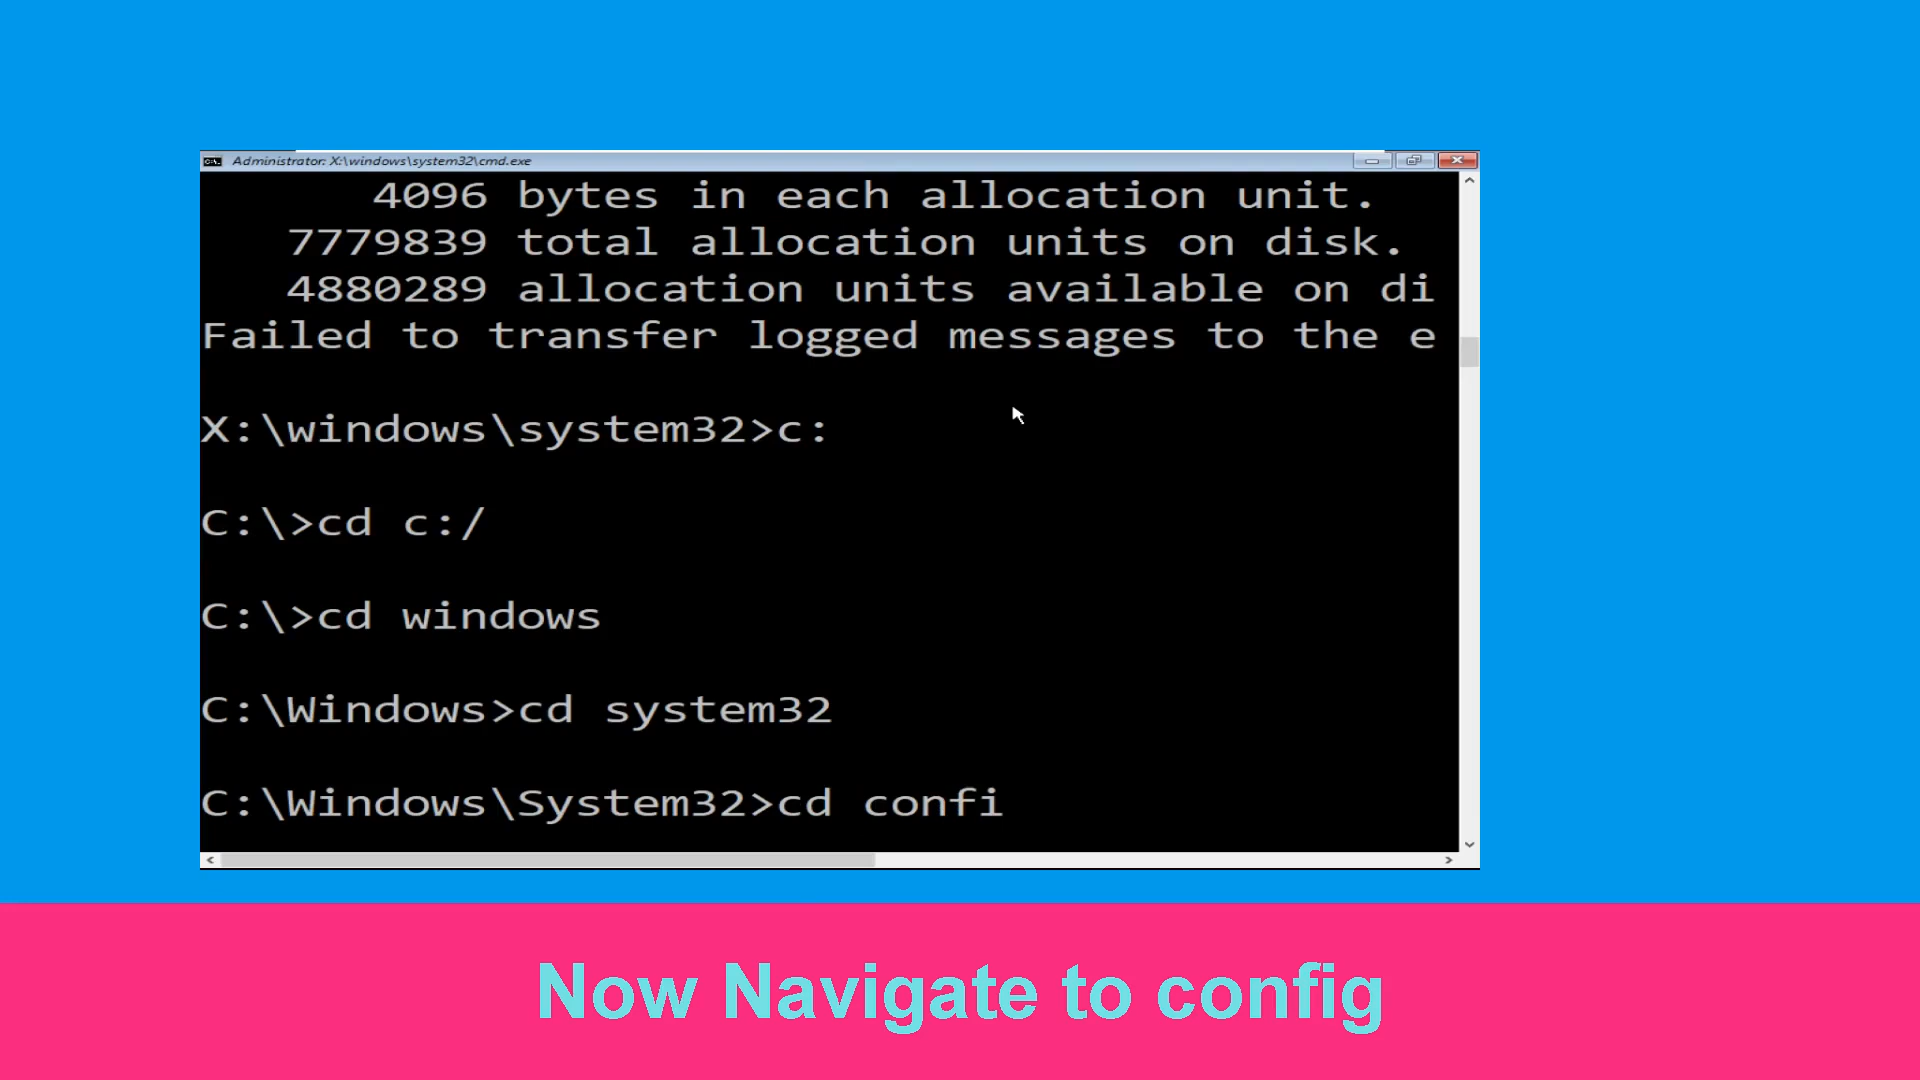 Administrator: X:\windows\system32\cmd.exe
4096 bytes in each allocation unit.
7779839 total allocation units on disk.
4880289 allocation units available on di
Failed to transfer logged messages to the e
X:\windows\system32>c:
C:\>cd c:/
C:\>cd windows
C:\Windows>cd system32
C:\Windows\System32>cd confi
Now Navigate to config